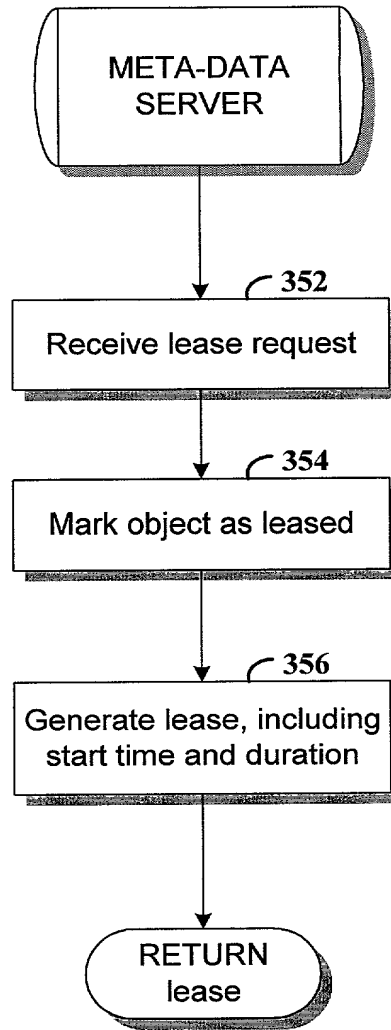 META-DATA
SERVER
352
Receive lease request
354
Mark object as leased
356
Generate lease, including
start time and duration
RETURN
lease